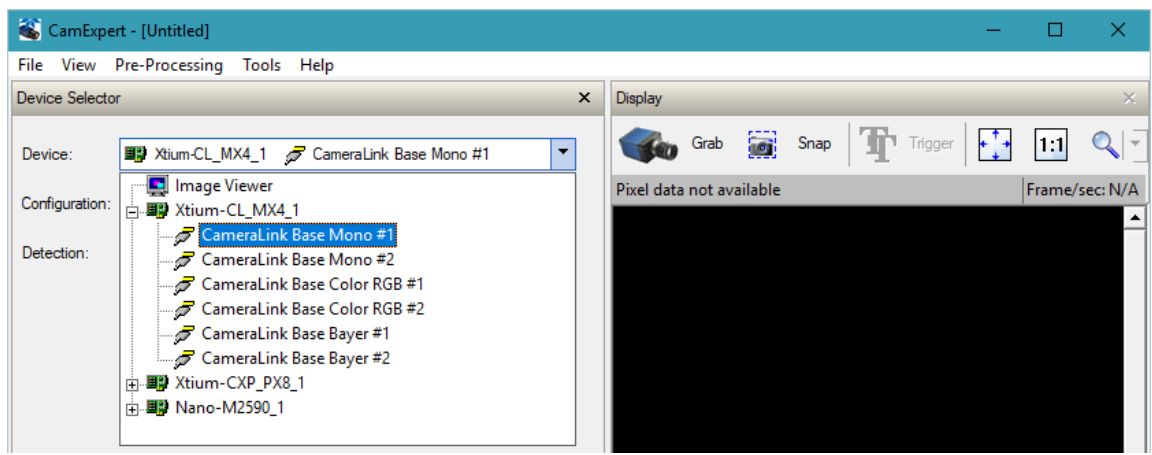 CamExpert - [Untitled]
File View Pre-Processing Tools Help
Device Selector
Device: Xtium-CL_MX4_1 CameraLink Base Mono #1
Configuration:
Detection:
Image Viewer
Xtium-CL_MX4_1
CameraLink Base Mono #1
CameraLink Base Mono #2
CameraLink Base Color RGB #1
CameraLink Base Color RGB #2
CameraLink Base Bayer #1
CameraLink Base Bayer #2
Xtium-CXP_PX8_1
Nano-M2590_1
Display
Grab Snap Trigger 1:1
Pixel data not available Frame/sec: N/A